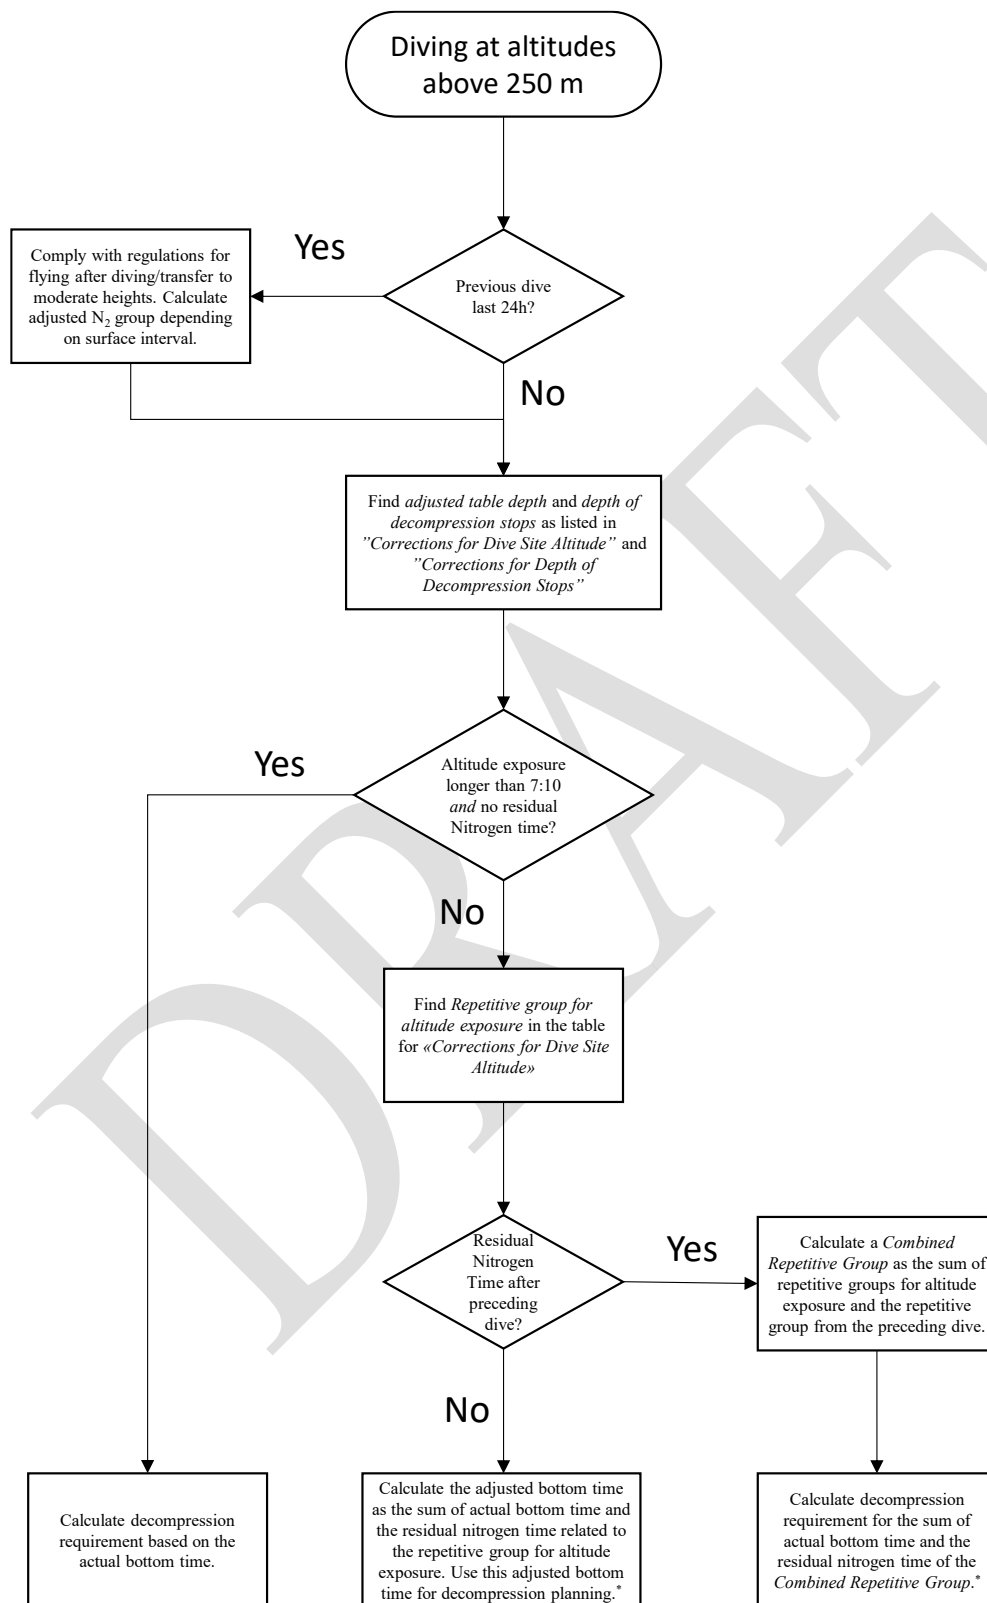 Diving at altitudes
above 250 m
Yes
Comply with regulations for
flying after diving/transfer to
moderate heights. Calculate
adjusted N₂ group depending
on surface interval.
Previous dive
last 24h?
No
Find adjusted table depth and depth of
decompression stops as listed in
”Corrections for Dive Site Altitude” and
”Corrections for Depth of
Decompression Stops”
Yes
Altitude exposure
longer than 7:10
and no residual
Nitrogen time?
No
Find Repetitive group for
altitude exposure in the table
for «Corrections for Dive Site
Altitude»
Residual
Nitrogen
Time after
preceding
dive?
Yes
Calculate a Combined
Repetitive Group as the sum of
repetitive groups for altitude
exposure and the repetitive
group from the preceding dive.
No
Calculate decompression
requirement based on the
actual bottom time.
Calculate the adjusted bottom time
as the sum of actual bottom time and
the residual nitrogen time related to
the repetitive group for altitude
exposure. Use this adjusted bottom
time for decompression planning.*
Calculate decompression
requirement for the sum of
actual bottom time and the
residual nitrogen time of the
Combined Repetitive Group.*
DRAFT